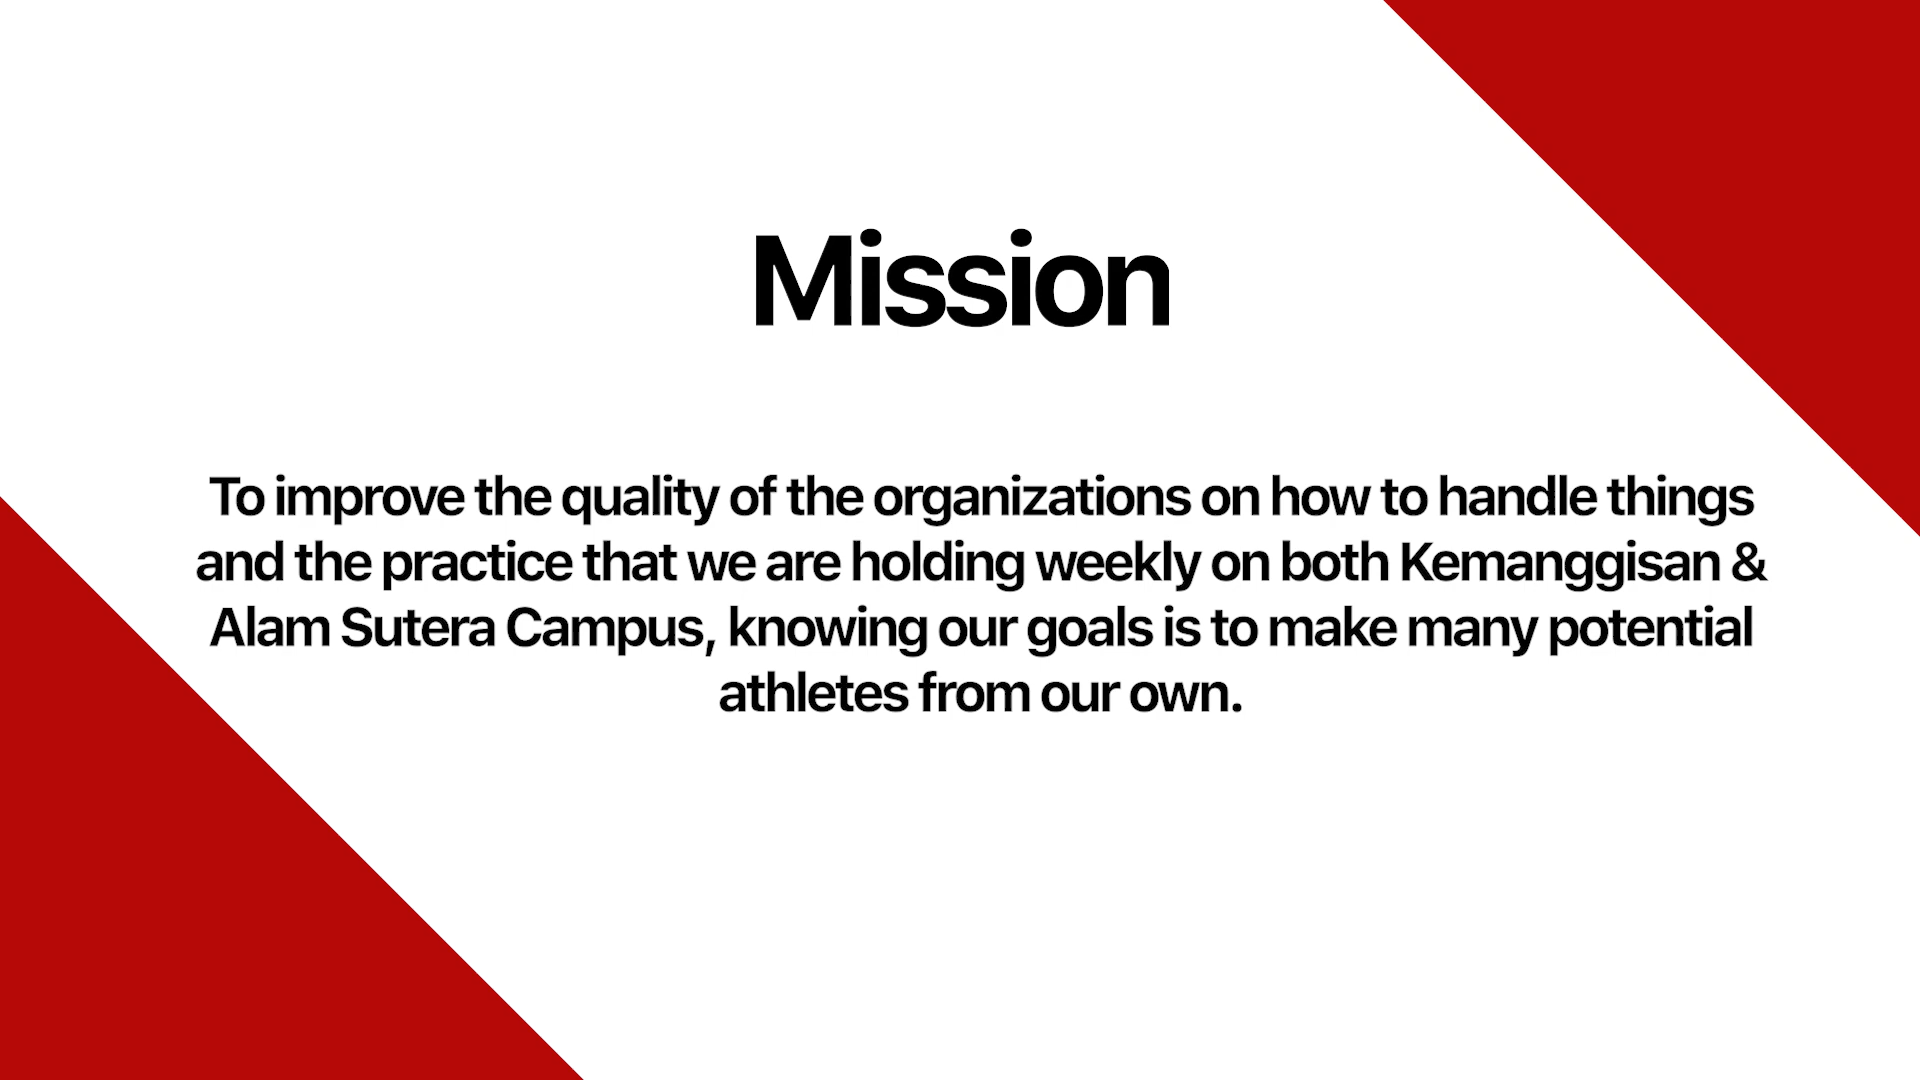 Mission
To improve the quality of the organizations on how to handle things
and the practice that we are holding weekly on both Kemanggisan &
Alam Sutera Campus, knowing our goals is to make many potential
athletes from our own.